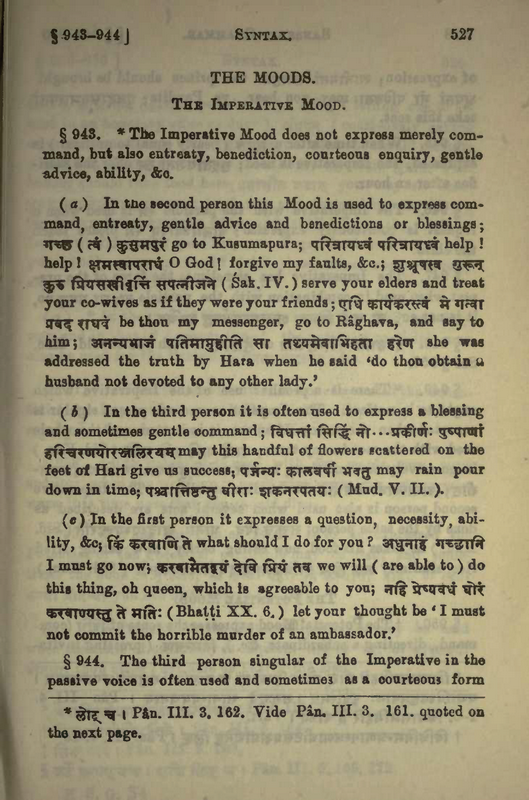 § 943-944 ] SYNTAX. 527
THE MOODS.
THE IMPERATIVE MOOD.
§ 943. * The Imperative Mood does not express merely com-
mand, but also entreaty, benediction, courteous enquiry, gentle
advice, ability, &c.
( a ) In the second person this Mood is used to express com-
mand, entreaty, gentle advice and benedictions or blessings;
गच्छ ( त्वं ) कुसुमपुरं go to Kusumapura; परित्रायध्वं परित्रायध्वं help !
help ! क्षमस्वापराधं O God ! forgive my faults, &c.; शुश्रूषस्व गुरून्
कुरु प्रियसखीवृत्तिं सपत्नीजने ( Śak. IV. ) serve your elders and treat
your co-wives as if they were your friends; एधि कार्यकरस्त्वं मे गत्वा
प्रवद राघवं be thou my messenger, go to Râghava, and say to
him; अनन्यभाजं पतिमाप्नुहीति सा तथ्यमेवाभिहता हरेण she was
addressed the truth by Hara when he said 'do thou obtain a
husband not devoted to any other lady.'
( b ) In the third person it is often used to express a blessing
and sometimes gentle command; विधत्तां सिद्धिं नो...प्रकीर्णः पुष्पाणां
हरिचरणयोरञ्जलिरयम् may this handful of flowers scattered on the
feet of Hari give us success; पर्जन्यः कालवर्षी भवतु may rain pour
down in time; पश्चात्तिष्ठन्तु वीराः शकनरपतयः ( Mud. V. II. ).
(c) In the first person it expresses a question, necessity, abi-
lity, &c; किं करवाणि ते what should I do for you ? अधुनाहं गच्छानि
I must go now; करवामैतद्वयं देवि प्रियं तव we will ( are able to ) do
this thing, oh queen, which is agreeable to you; नहि प्रेष्यवधं घोरं
करवाण्यस्तु ते मतिः ( Bhaṭṭi XX. 6. ) let your thought be ' I must
not commit the horrible murder of an ambassador.'
§ 944. The third person singular of the Imperative in the
passive voice is often used and sometimes as a courteous form
* लोट् च । Pân. III. 3. 162. Vide Pân. III. 3. 161. quoted on
the next page.